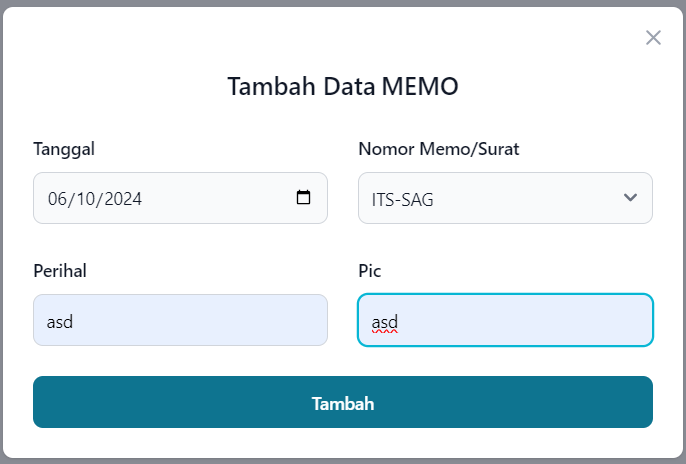 Tambah Data MEMO
Tanggal
Nomor Memo/Surat
06/10/2024
ITS-SAG
Perihal
Pic
asd
asd
Tambah